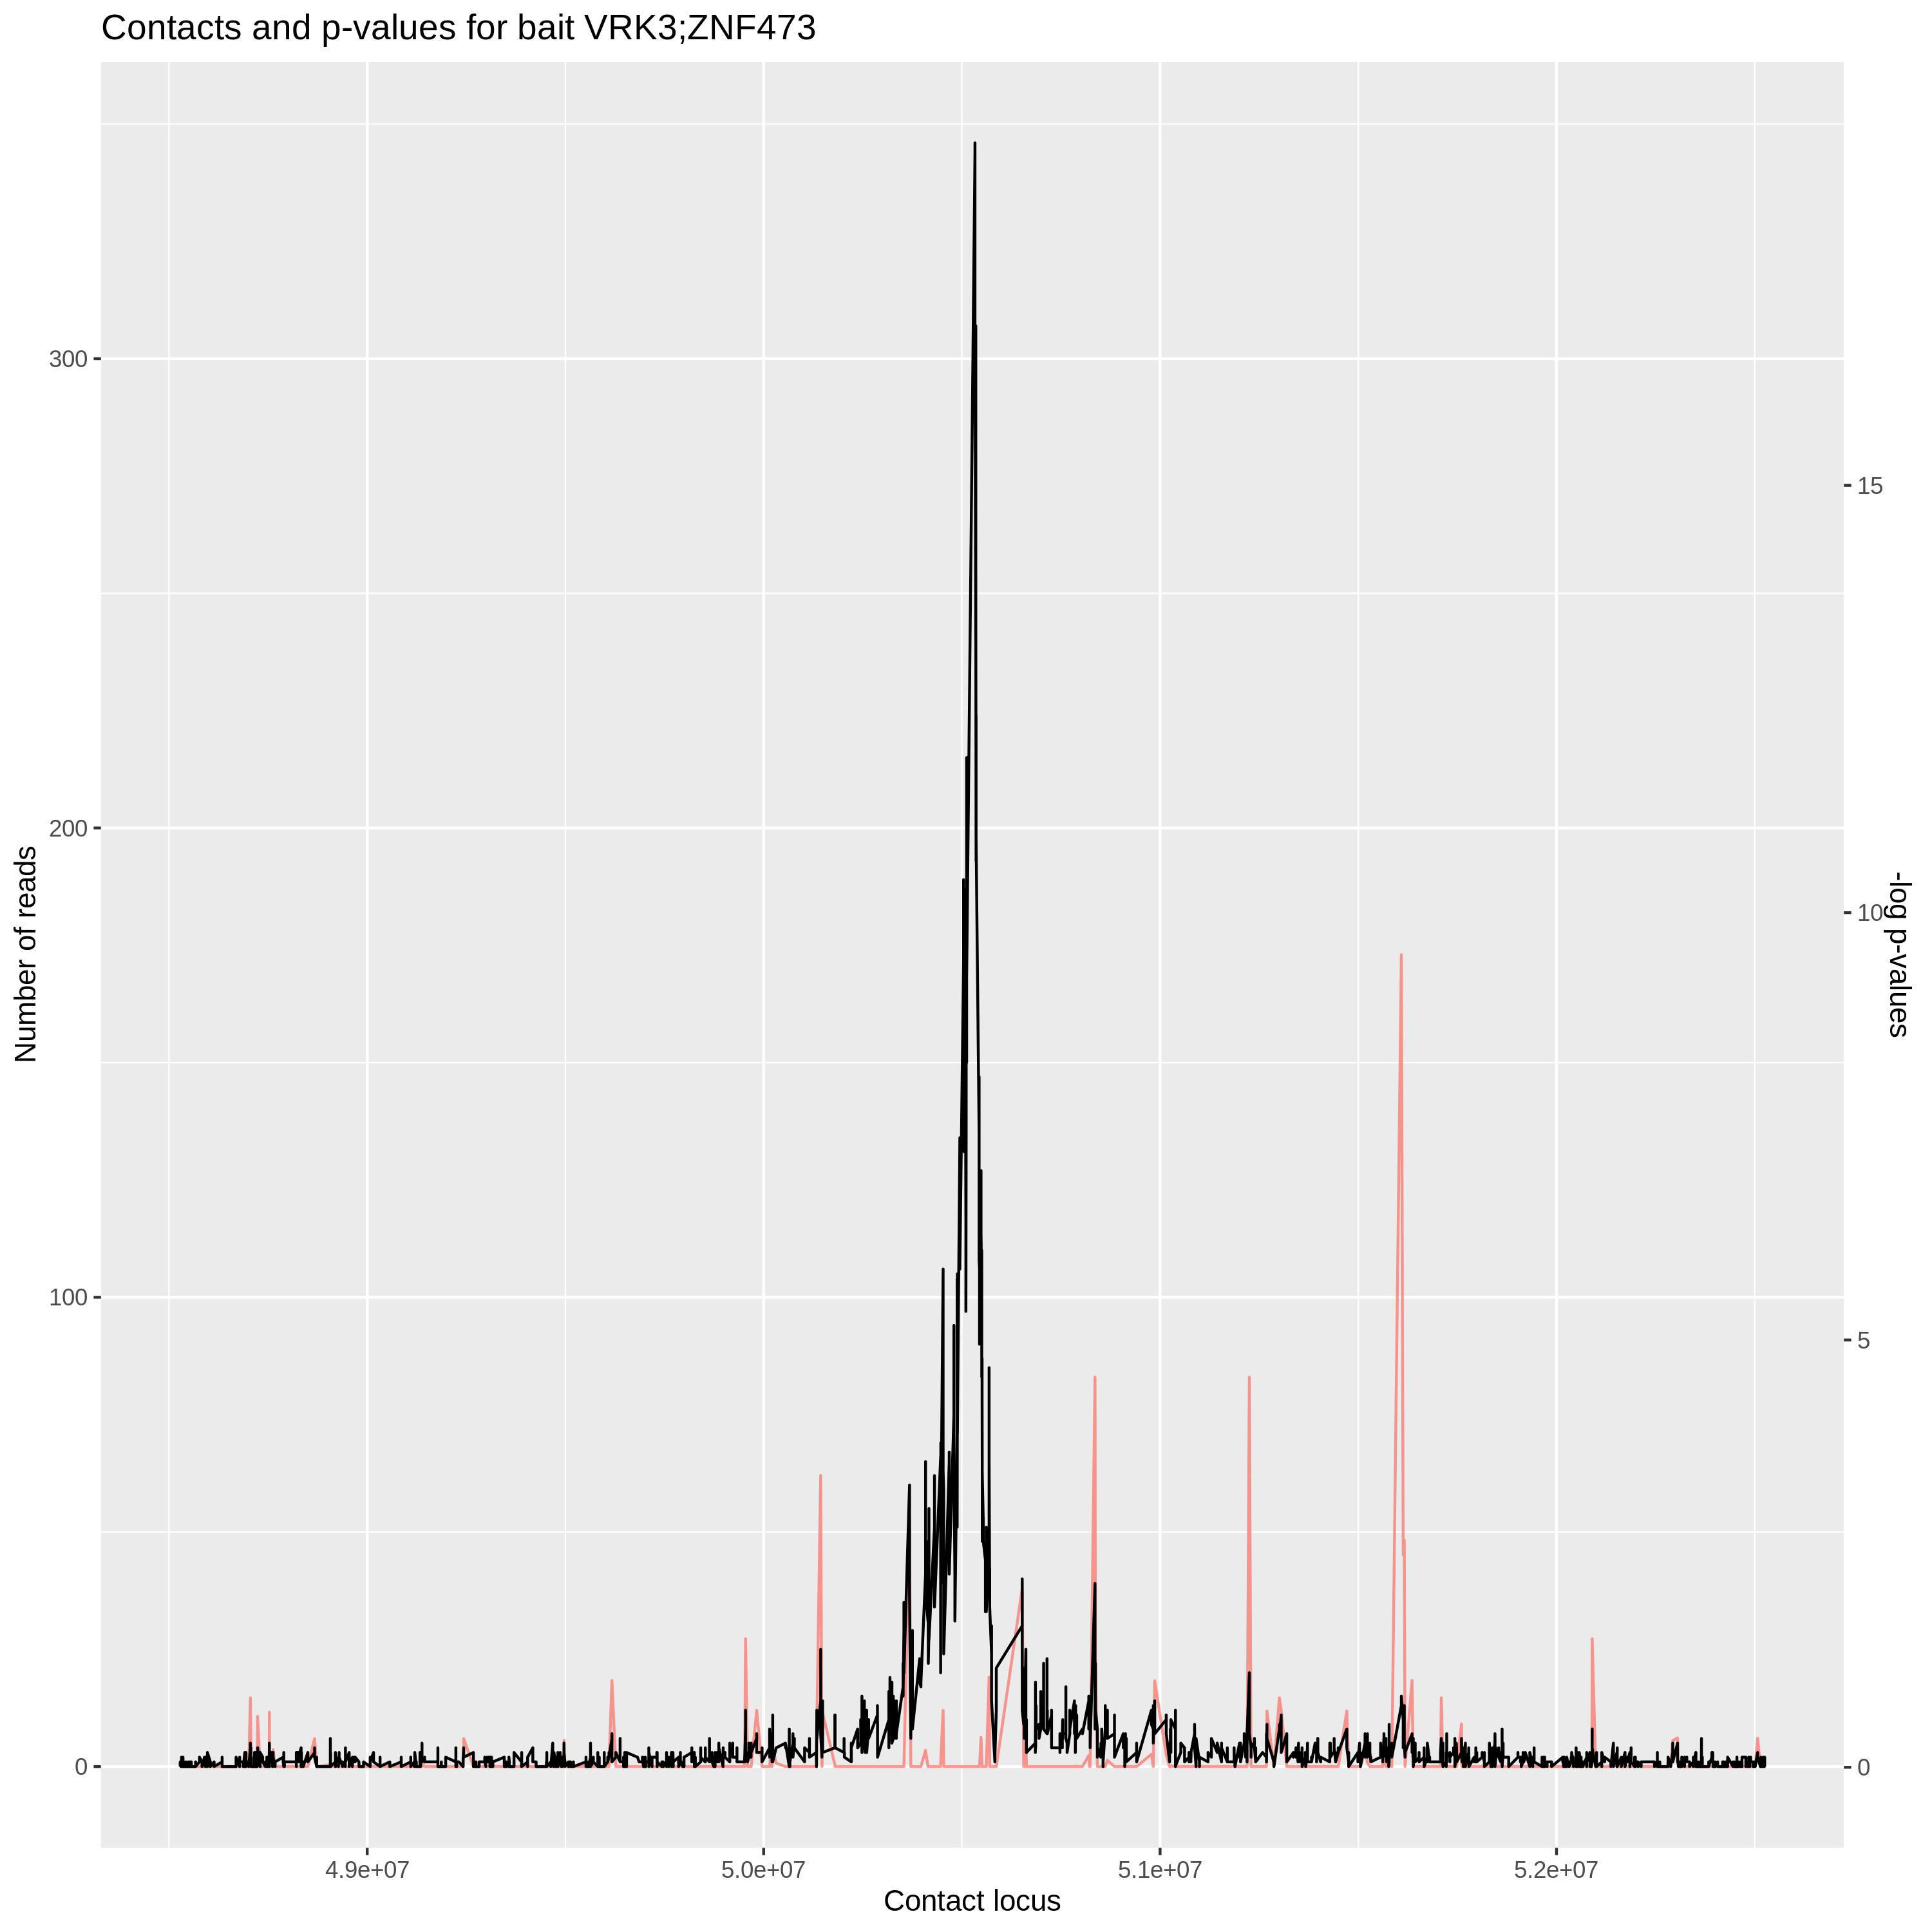 Contacts and p-values for bait VRK3;ZNF473
Number of reads
300
200
100
0
15
10
5
0
-log p-values
4.9e+07
5.0e+07
5.1e+07
5.2e+07
Contact locus